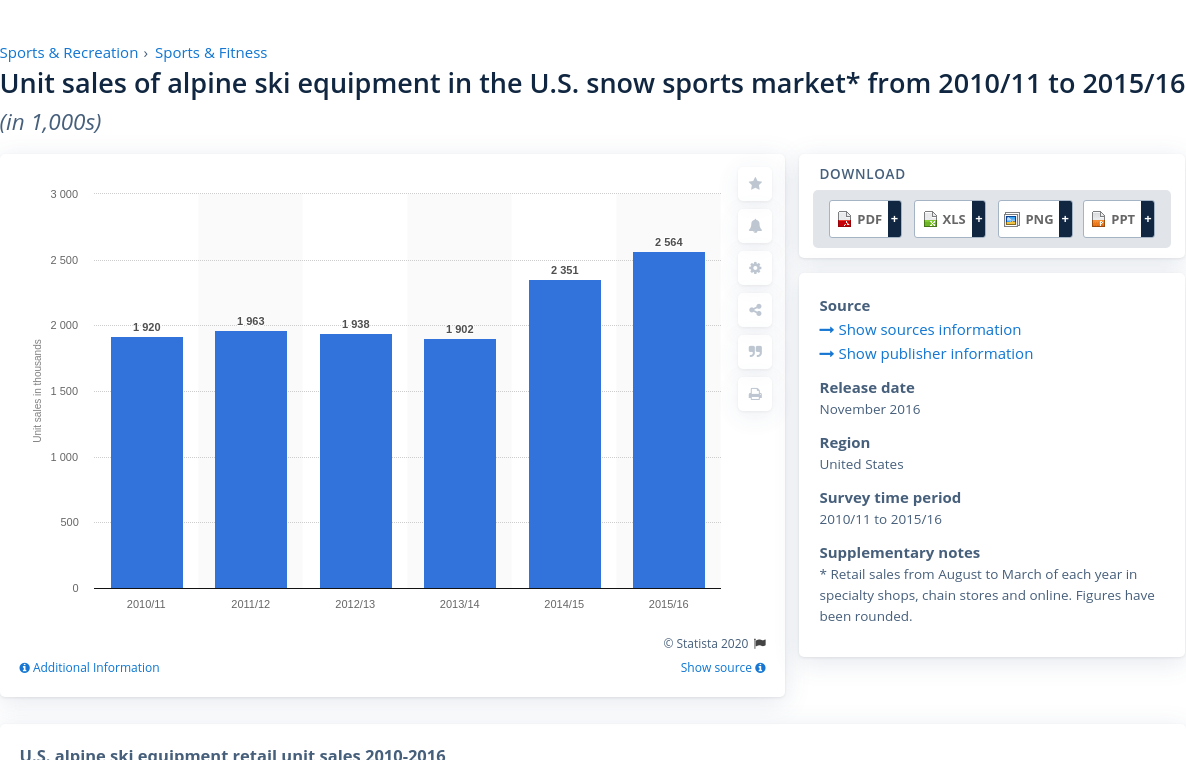 Sports & Recreation › Sports & Fitness
Unit sales of alpine ski equipment in the U.S. snow sports market* from 2010/11 to 2015/16
(in 1,000s)
3 000
2 500
2 000
1 500
1 000
500
0
Unit sales in thousands
1 920
1 963
1 938
1 902
2 351
2 564
2010/11
2011/12
2012/13
2013/14
2014/15
2015/16
© Statista 2020
Additional Information
Show source
DOWNLOAD
PDF +
XLS +
PNG +
PPT +
Source
Show sources information
Show publisher information
Release date
November 2016
Region
United States
Survey time period
2010/11 to 2015/16
Supplementary notes
* Retail sales from August to March of each year in
specialty shops, chain stores and online. Figures have
been rounded.
U.S. alpine ski equipment retail unit sales 2010-2016